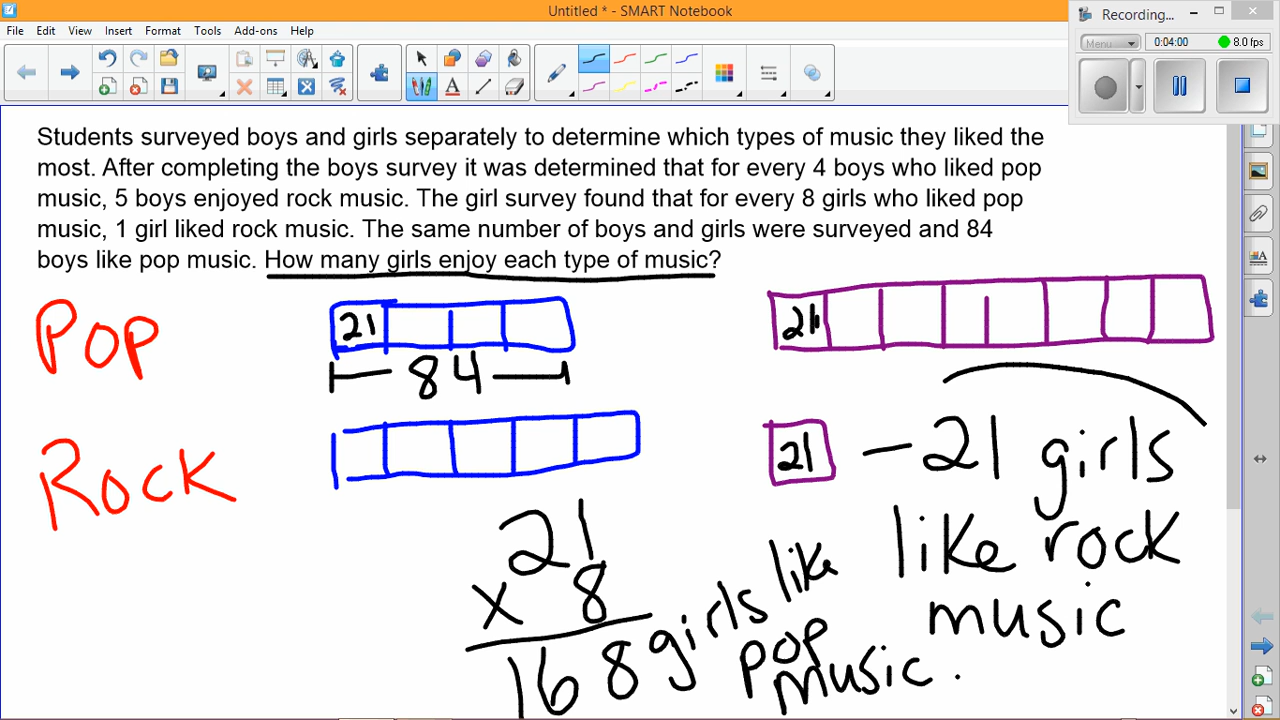 Untitled * - SMART Notebook
Recording...
File Edit View Insert Format Tools Add-ons Help
Menu 0:04:00 8.0 fps
Students surveyed boys and girls separately to determine which types of music they liked the
most. After completing the boys survey it was determined that for every 4 boys who liked pop
music, 5 boys enjoyed rock music. The girl survey found that for every 8 girls who liked pop
music, 1 girl liked rock music. The same number of boys and girls were surveyed and 84
boys like pop music. How many girls enjoy each type of music?
Pop 21 21
84
Rock 21 - 21 girls
like rock
music
21
x 8
168 girls like
pop
music.